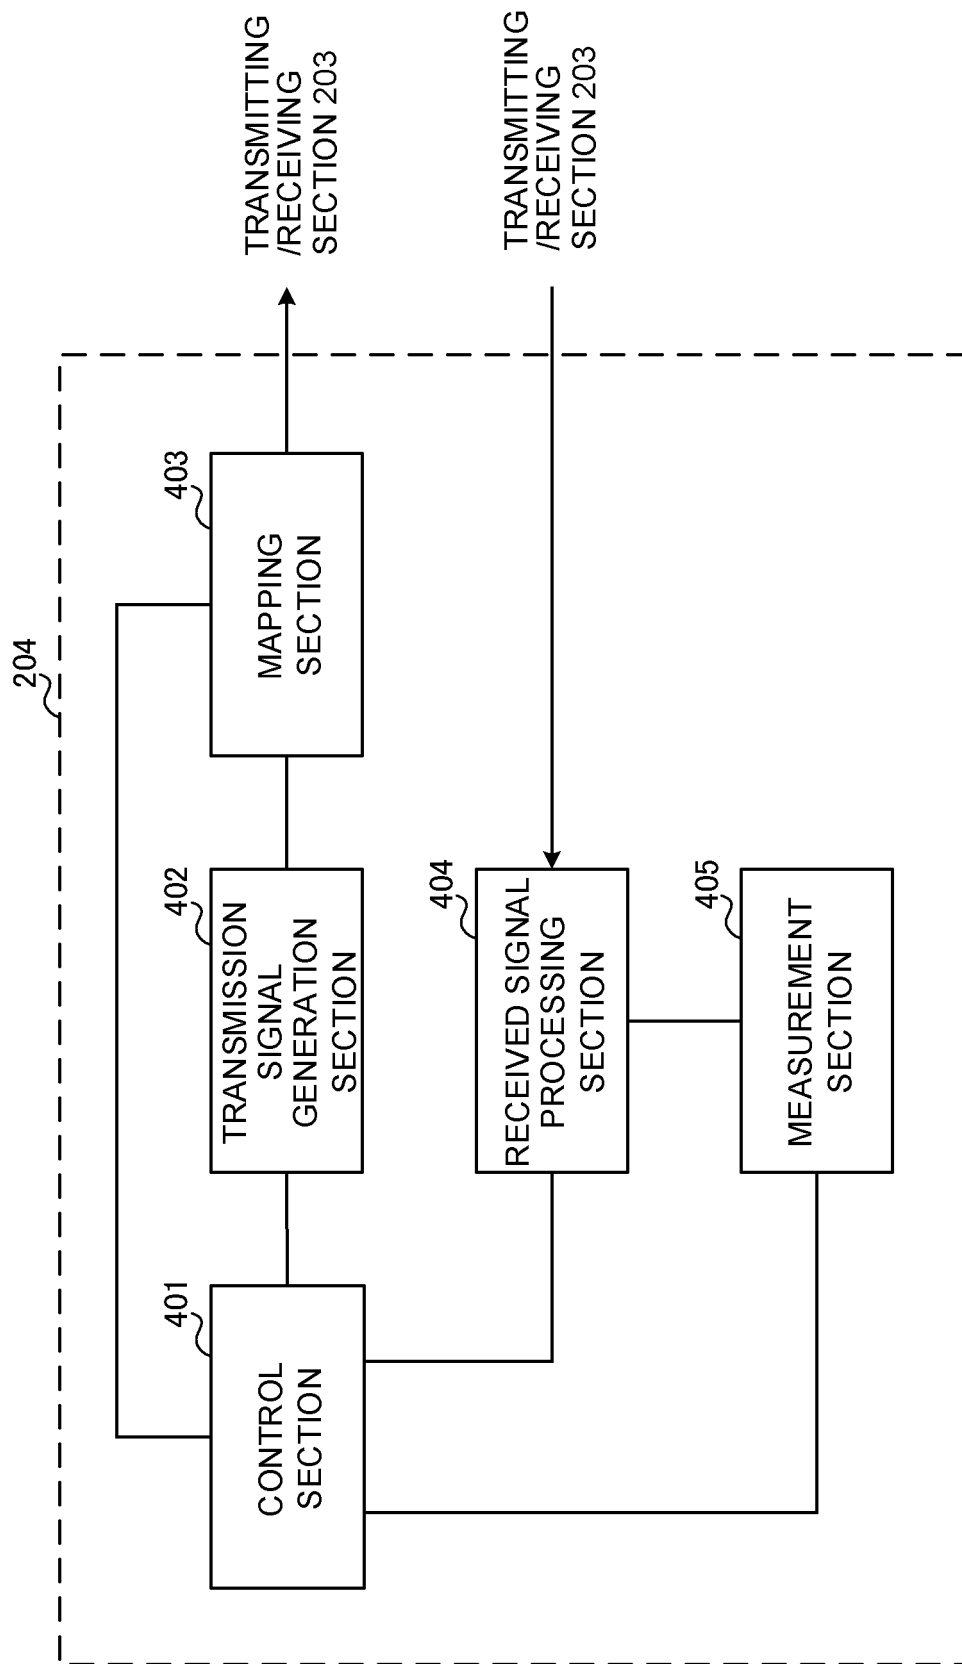 204
401
CONTROL
SECTION
402
TRANSMISSION
SIGNAL
GENERATION
SECTION
403
MAPPING
SECTION
TRANSMITTING
/RECEIVING
SECTION 203
404
RECEIVED SIGNAL
PROCESSING
SECTION
TRANSMITTING
/RECEIVING
SECTION 203
405
MEASUREMENT
SECTION